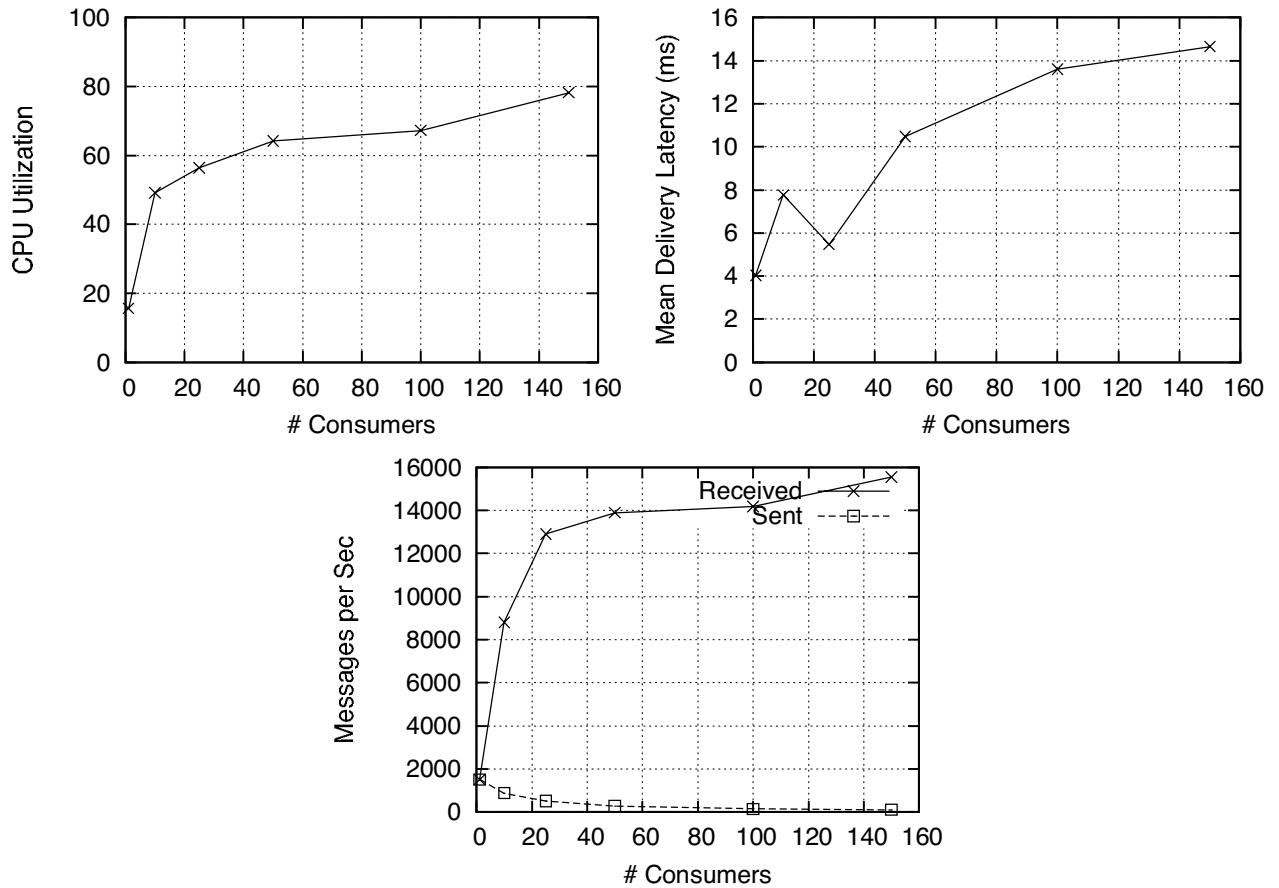 100
80
60
40
20
0
CPU Utilization
0 20 40 60 80 100 120 140 160
# Consumers
16
14
12
10
8
6
4
2
0
Mean Delivery Latency (ms)
0 20 40 60 80 100 120 140 160
# Consumers
16000
14000
12000
10000
8000
6000
4000
2000
0
Messages per Sec
Received
Sent
0 20 40 60 80 100 120 140 160
# Consumers